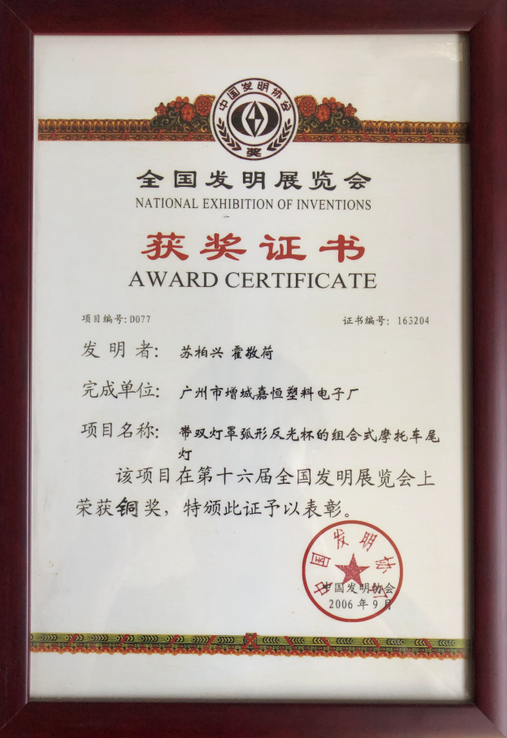 中国发明协会
奖
全国发明展览会
NATIONAL EXHIBITION OF INVENTIONS
获奖证书
AWARD CERTIFICATE
项目编号:D077
证书编号: 163204
发明者: 苏柏兴 霍敬荷
完成单位: 广州市增城嘉恒塑料电子厂
项目名称: 带双灯罩弧形反光杯的组合式摩托车尾
灯
该项目在第十六届全国发明展览会上
荣获铜奖，特颁此证予以表彰。
中国发明协会
中国发明协会
2006年9月